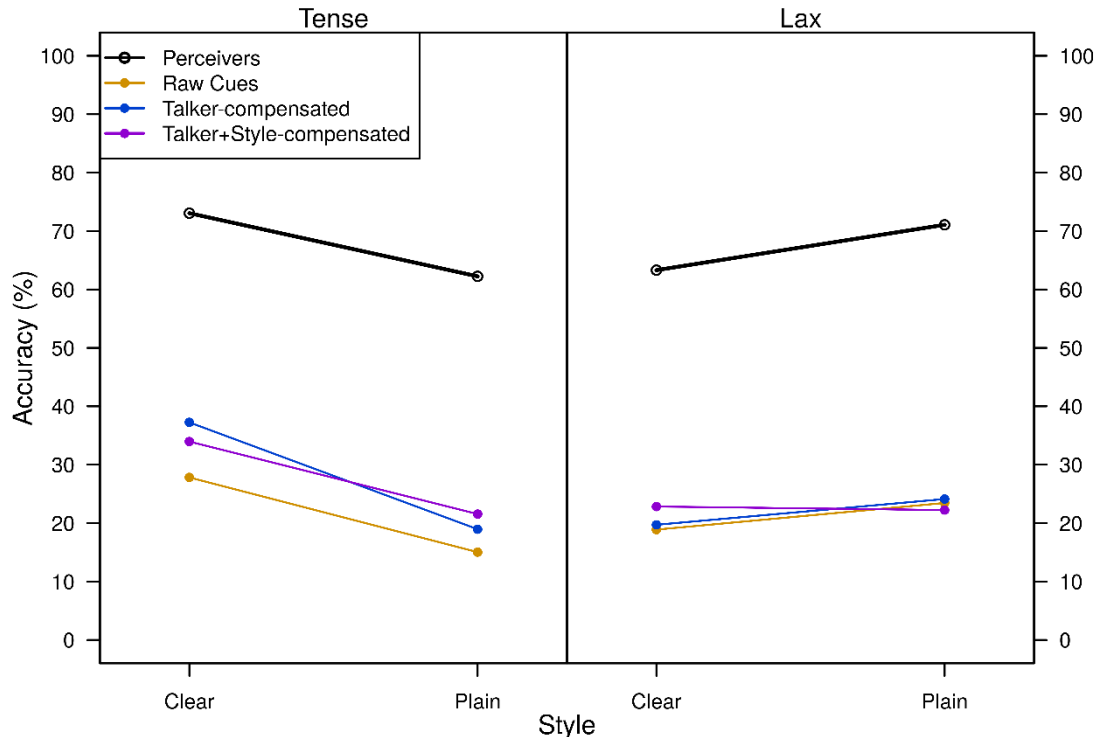 Tense
Lax
Perceivers
Raw Cues
Talker-compensated
Talker+Style-compensated
100
90
80
70
60
50
40
30
20
10
0
Accuracy (%)
100
90
80
70
60
50
40
30
20
10
0
Clear
Plain
Clear
Plain
Style